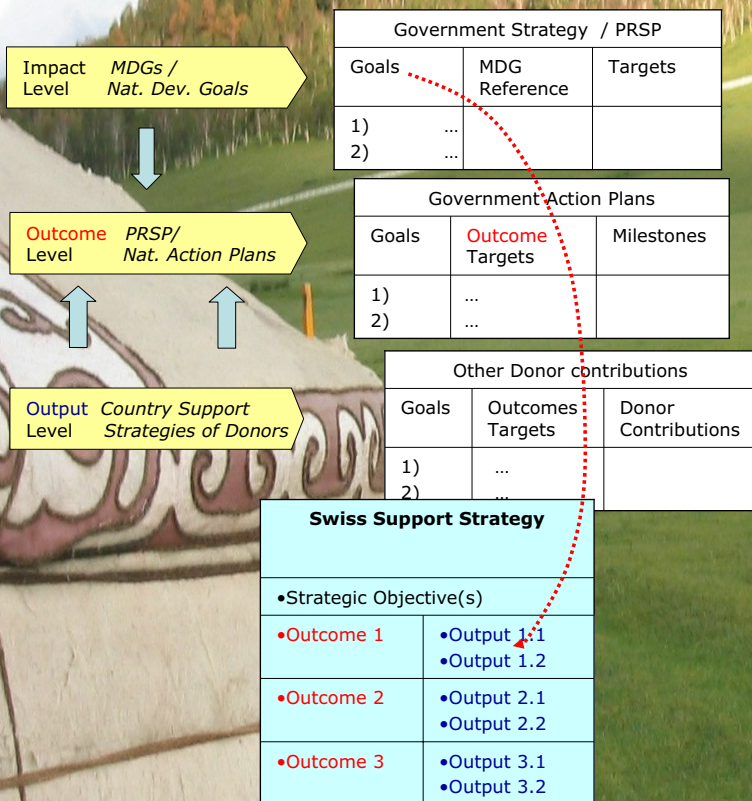 Impact MDGs /
Level Nat. Dev. Goals
Government Strategy / PRSP
Goals MDG Targets
Reference
1) ...
2) ...
Outcome PRSP/
Level Nat. Action Plans
Government Action Plans
Goals Outcome Milestones
Targets
1) ...
2) ...
Output Country Support
Level Strategies of Donors
Other Donor contributions
Goals Outcomes Donor
Targets Contributions
1) ...
2) ...
Swiss Support Strategy
•Strategic Objective(s)
•Outcome 1 •Output 1.1
•Output 1.2
•Outcome 2 •Output 2.1
•Output 2.2
•Outcome 3 •Output 3.1
•Output 3.2